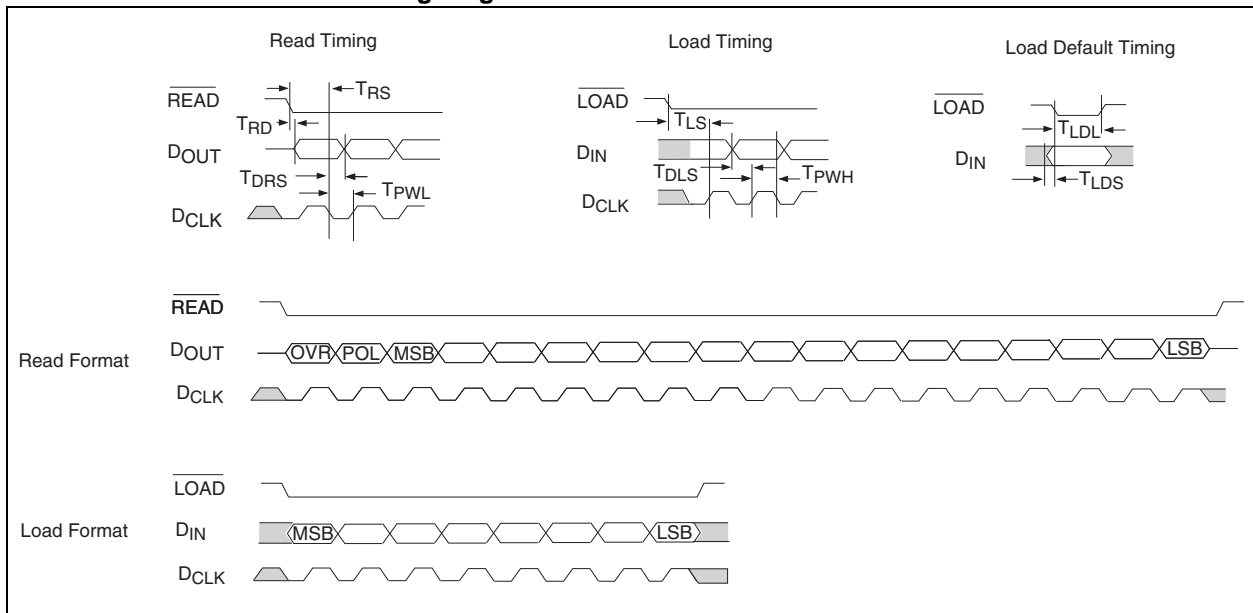 Read Timing
Load Timing
Load Default Timing
READ
TRS
TRD
DOUT
TDRS
TPWL
DCLK
LOAD
TLS
DIN
TDLS
TPWH
DCLK
LOAD
TLDL
DIN
TLDS
Read Format
READ
DOUT
OVR POL MSB LSB
DCLK
Load Format
LOAD
DIN
MSB LSB
DCLK